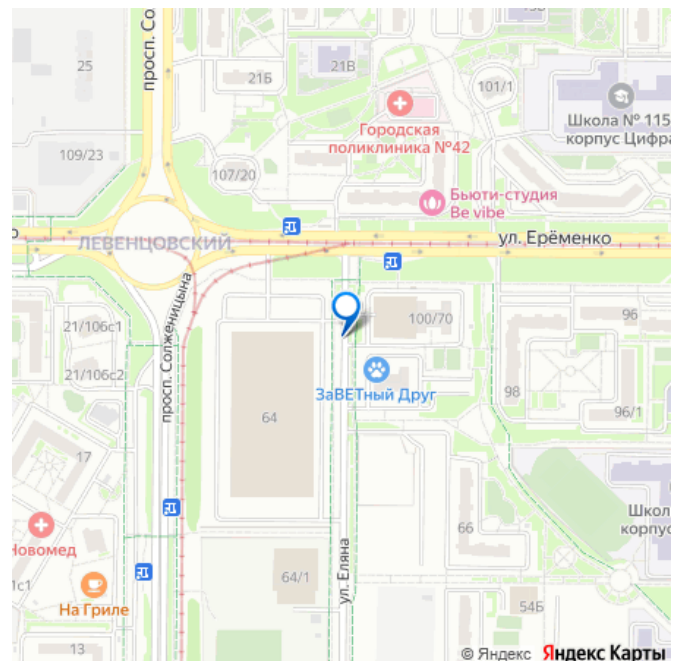 просп. Со
25
21Б
21В
101/1
Школа № 115
корпус Цифра
Городская
поликлиника №42
109/23
107/20
Бьюти-студия
Be vibe
ЛЕВЕНЦОВСКИЙ
ул. Ерёменко
просп. Солженицына
21/106с1
100/70
96
21/106с2
ЗаВЕТный Друг
98
96/1
64
17
Школ
корпус
66
Новомед
1с1
На Гриле
64/1
ул. Еляна
54Б
13
© Яндекс Яндекс Карты